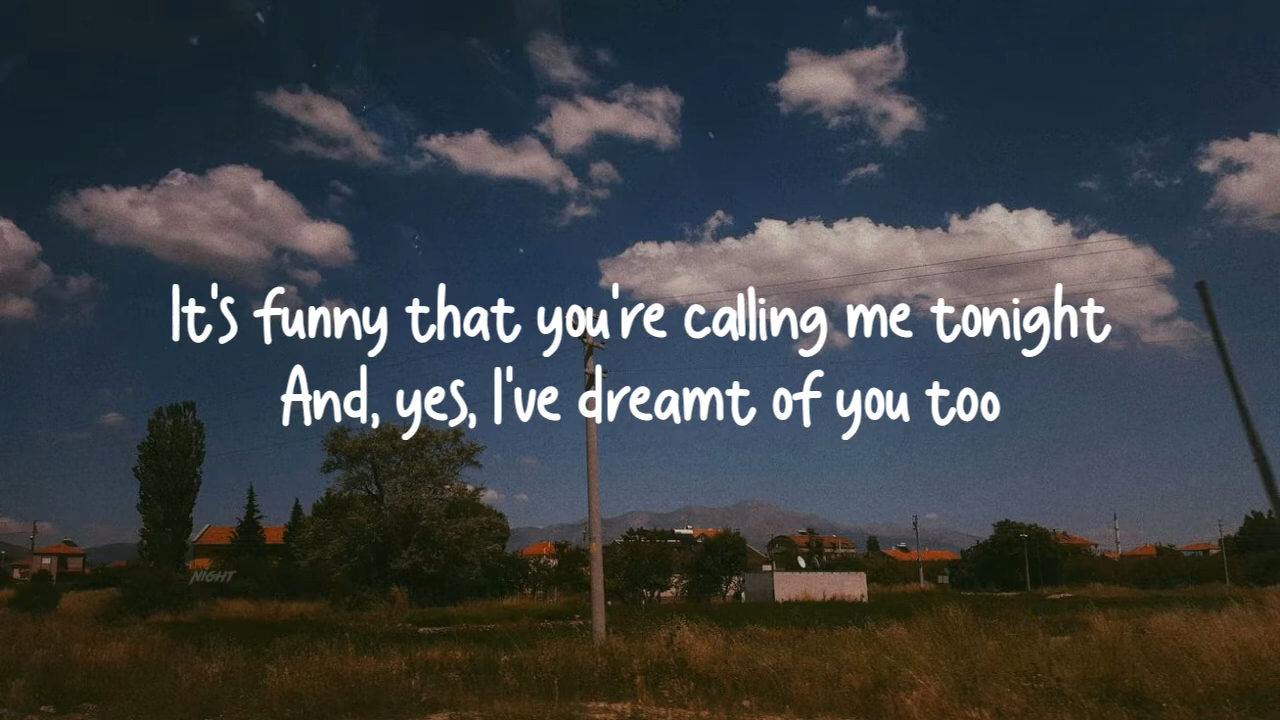 It's funny that you're calling me tonight
And, yes, I've dreamt of you too
NIGHT